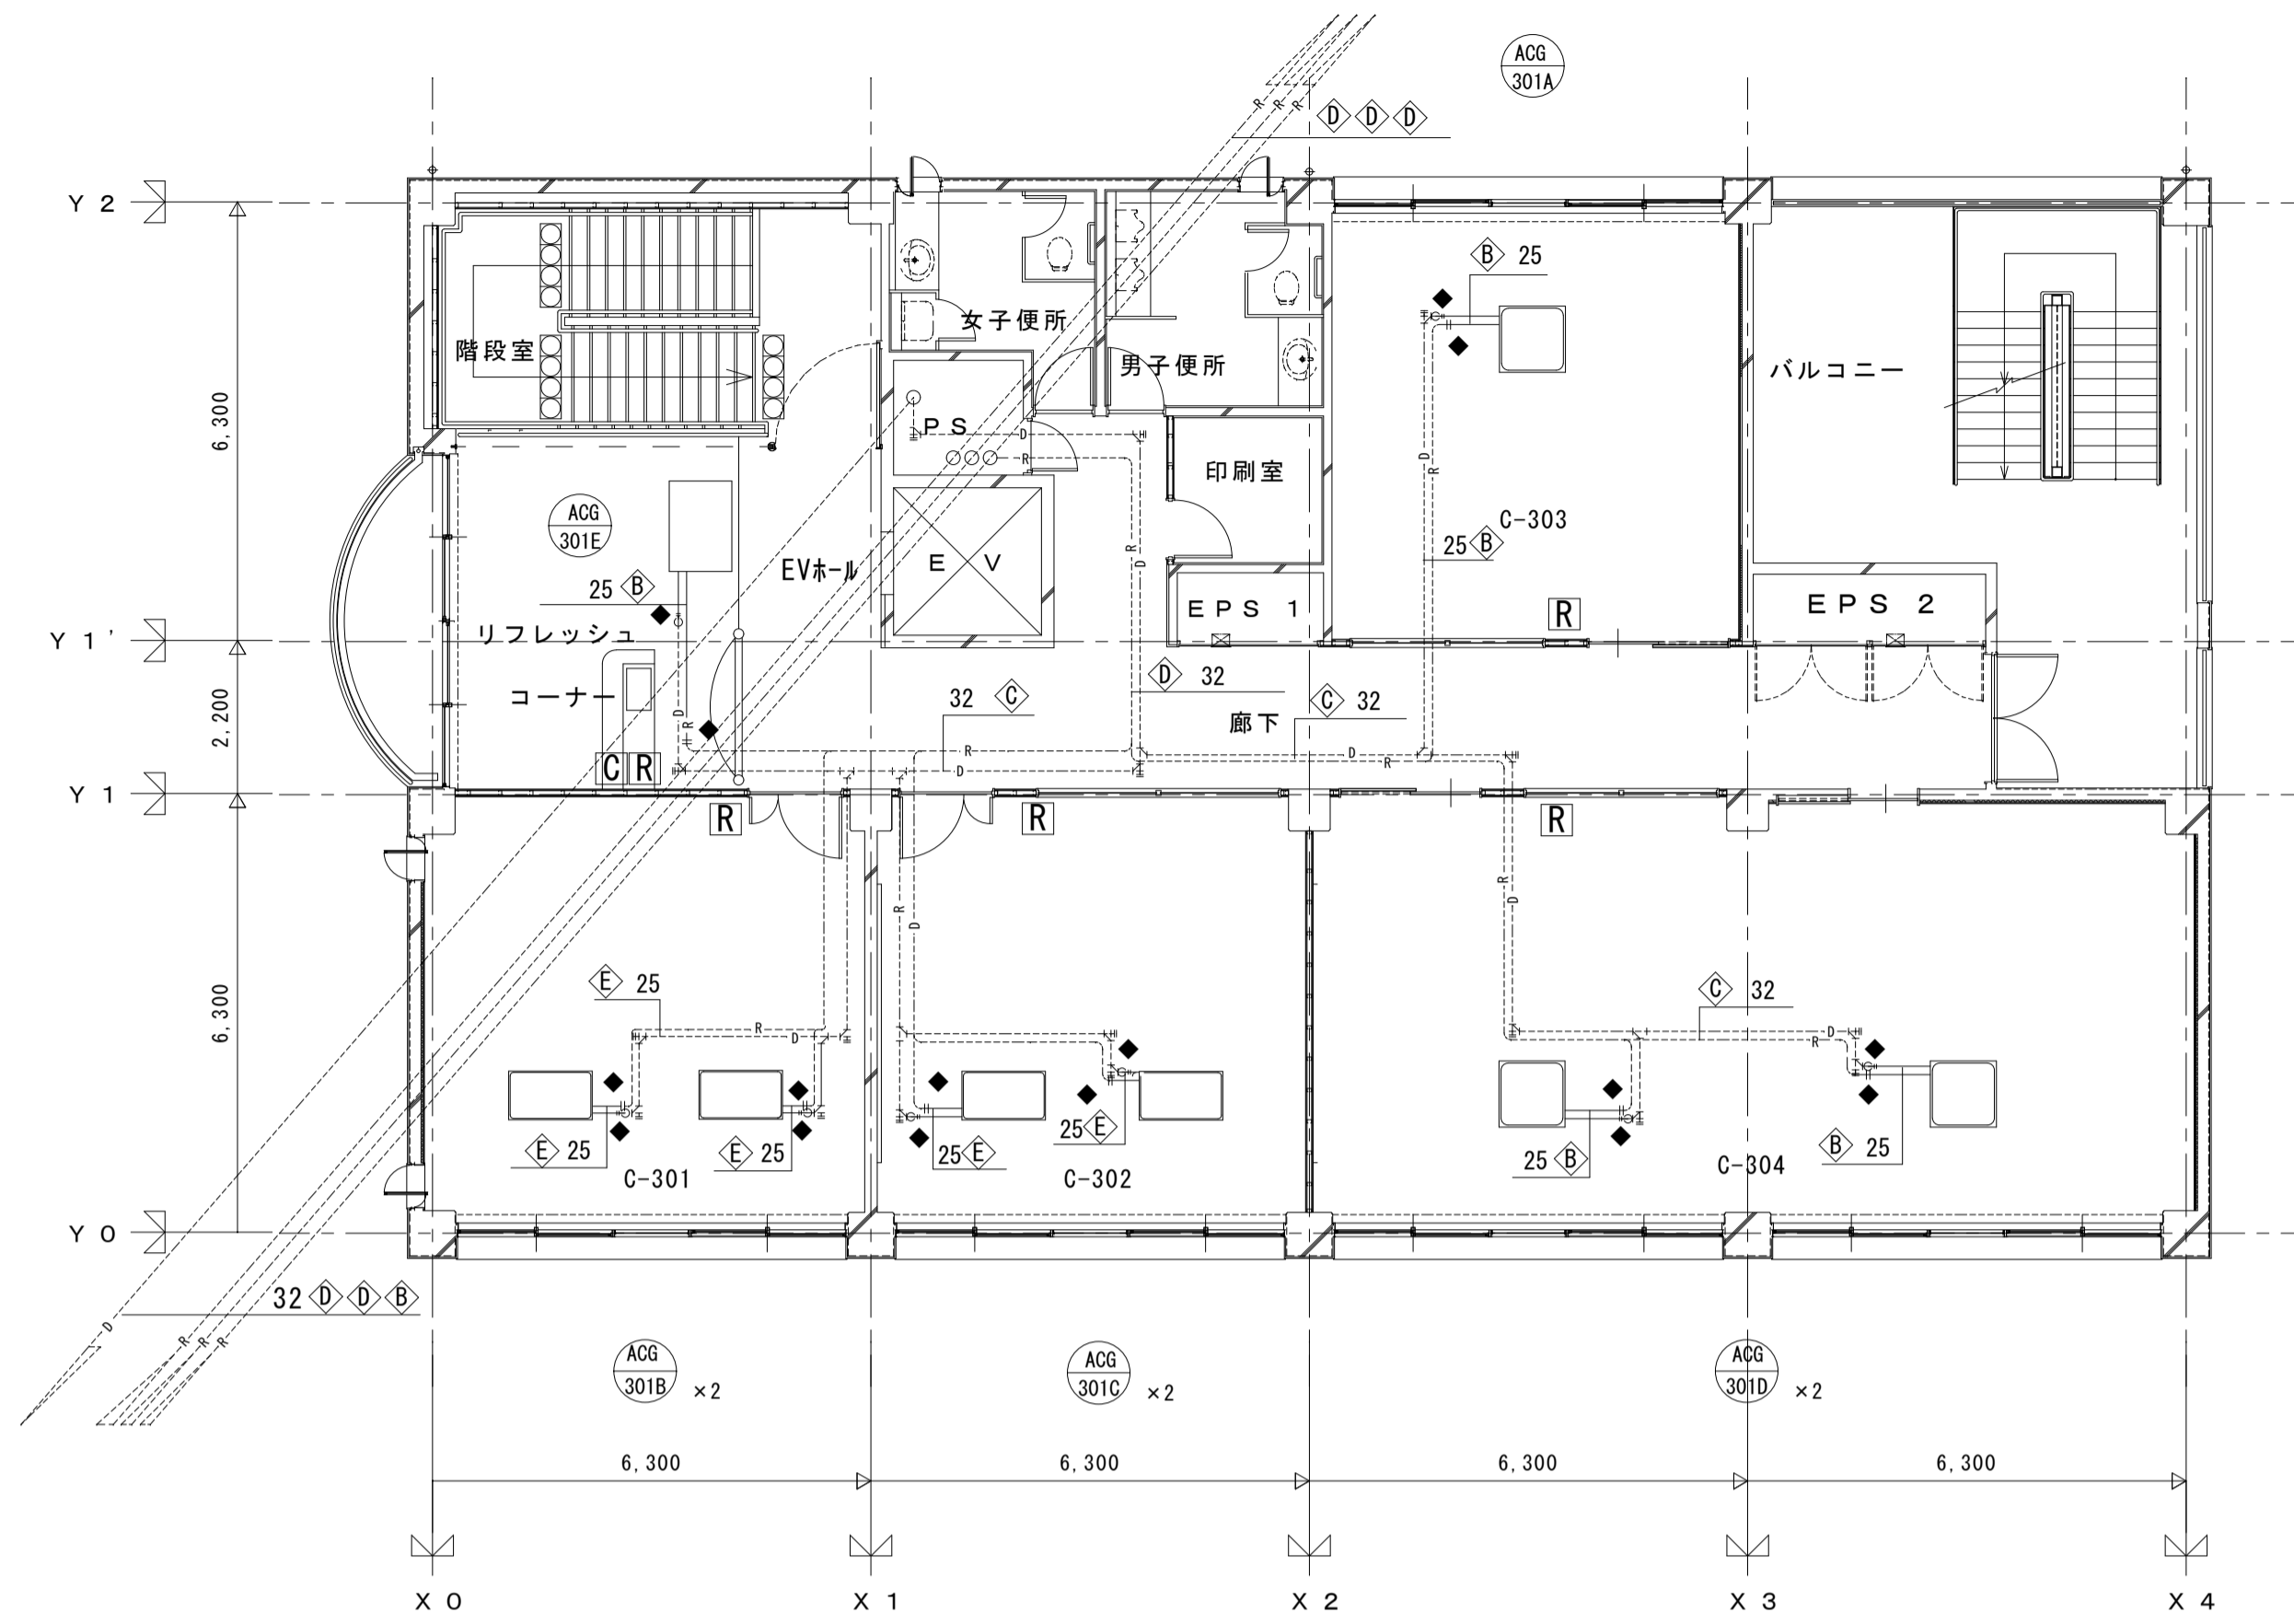 ACG
301A
D D D
Y 2
B 25
女子便所
階段室
男子便所
バルコニー
6,300
PS
D
R
印刷室
D
R
ACG
301E
C-303
EVホール
E V
25 B
R
D
25 B
EPS 1
R
EPS 2
リフレッシュ
Y 1'
コーナー
D 32
32 C
C 32
廊下
2,200
D
R
C R
R
D
D
R
Y 1
R
R
R
R
D
R
D
E 25
C 32
6,300
R
D
D
R
E 25
E 25
25 E
25 E
25 B
B 25
C-301
C-302
C-304
Y 0
32 D D B
D
R
R
R
R
R
R
ACG
301B ×2
ACG
301C ×2
ACG
301D ×2
6,300
6,300
6,300
6,300
X 0
X 1
X 2
X 3
X 4